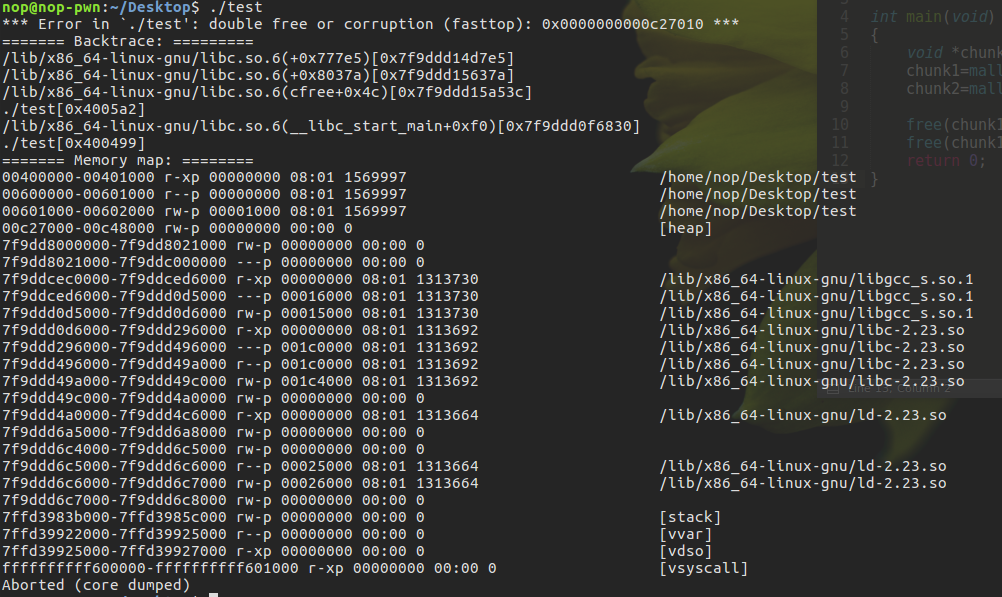 nop@nop-pwn:~/Desktop$ ./test
*** Error in `./test': double free or corruption (fasttop): 0x0000000000c27010 ***
======= Backtrace: =========
/lib/x86_64-linux-gnu/libc.so.6(+0x777e5)[0x7f9ddd14d7e5]
/lib/x86_64-linux-gnu/libc.so.6(+0x8037a)[0x7f9ddd15637a]
/lib/x86_64-linux-gnu/libc.so.6(cfree+0x4c)[0x7f9ddd15a53c]
./test[0x4005a2]
/lib/x86_64-linux-gnu/libc.so.6(__libc_start_main+0xf0)[0x7f9ddd0f6830]
./test[0x400499]
======= Memory map: ========
00400000-00401000 r-xp 00000000 08:01 1569997 /home/nop/Desktop/test
00600000-00601000 r--p 00000000 08:01 1569997 /home/nop/Desktop/test
00601000-00602000 rw-p 00001000 08:01 1569997 /home/nop/Desktop/test
00c27000-00c48000 rw-p 00000000 00:00 0 [heap]
7f9dd8000000-7f9dd8021000 rw-p 00000000 00:00 0
7f9dd8021000-7f9ddc000000 ---p 00000000 00:00 0
7f9ddcec0000-7f9ddced6000 r-xp 00000000 08:01 1313730 /lib/x86_64-linux-gnu/libgcc_s.so.1
7f9ddced6000-7f9ddd0d5000 ---p 00016000 08:01 1313730 /lib/x86_64-linux-gnu/libgcc_s.so.1
7f9ddd0d5000-7f9ddd0d6000 rw-p 00015000 08:01 1313730 /lib/x86_64-linux-gnu/libgcc_s.so.1
7f9ddd0d6000-7f9ddd296000 r-xp 00000000 08:01 1313692 /lib/x86_64-linux-gnu/libc-2.23.so
7f9ddd296000-7f9ddd496000 ---p 001c0000 08:01 1313692 /lib/x86_64-linux-gnu/libc-2.23.so
7f9ddd496000-7f9ddd49a000 r--p 001c0000 08:01 1313692 /lib/x86_64-linux-gnu/libc-2.23.so
7f9ddd49a000-7f9ddd49c000 rw-p 001c4000 08:01 1313692 /lib/x86_64-linux-gnu/libc-2.23.so
7f9ddd49c000-7f9ddd4a0000 rw-p 00000000 00:00 0
7f9ddd4a0000-7f9ddd4c6000 r-xp 00000000 08:01 1313664 /lib/x86_64-linux-gnu/ld-2.23.so
7f9ddd6a5000-7f9ddd6a8000 rw-p 00000000 00:00 0
7f9ddd6c4000-7f9ddd6c5000 rw-p 00000000 00:00 0
7f9ddd6c5000-7f9ddd6c6000 r--p 00025000 08:01 1313664 /lib/x86_64-linux-gnu/ld-2.23.so
7f9ddd6c6000-7f9ddd6c7000 rw-p 00026000 08:01 1313664 /lib/x86_64-linux-gnu/ld-2.23.so
7f9ddd6c7000-7f9ddd6c8000 rw-p 00000000 00:00 0
7ffd3983b000-7ffd3985c000 rw-p 00000000 00:00 0 [stack]
7ffd39922000-7ffd39925000 r--p 00000000 00:00 0 [vvar]
7ffd39925000-7ffd39927000 r-xp 00000000 00:00 0 [vdso]
ffffffffff600000-ffffffffff601000 r-xp 00000000 00:00 0 [vsyscall]
Aborted (core dumped)
4 int main(void)
5 {
6 void *chunk
7 chunk1=mall
8 chunk2=mall
9
10 free(chunk1
11 free(chunk1
12 return 0;
}